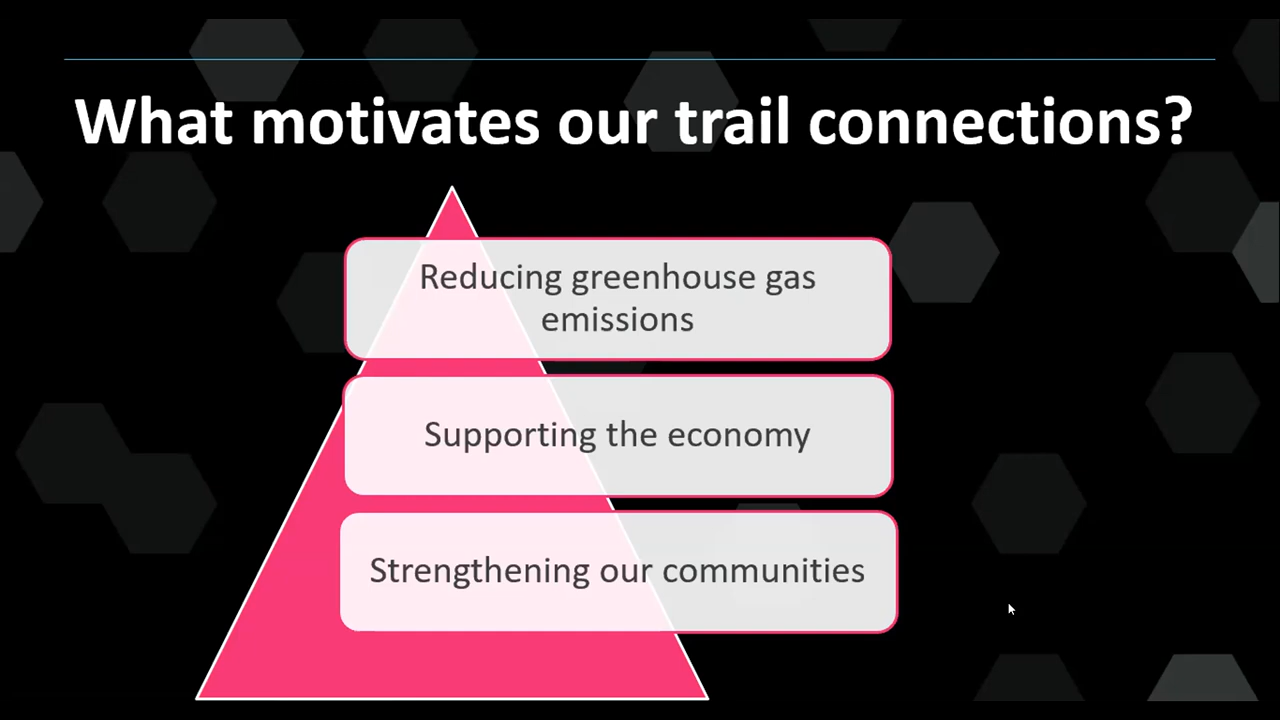 What motivates our trail connections?
Reducing greenhouse gas
emissions
Supporting the economy
Strengthening our communities